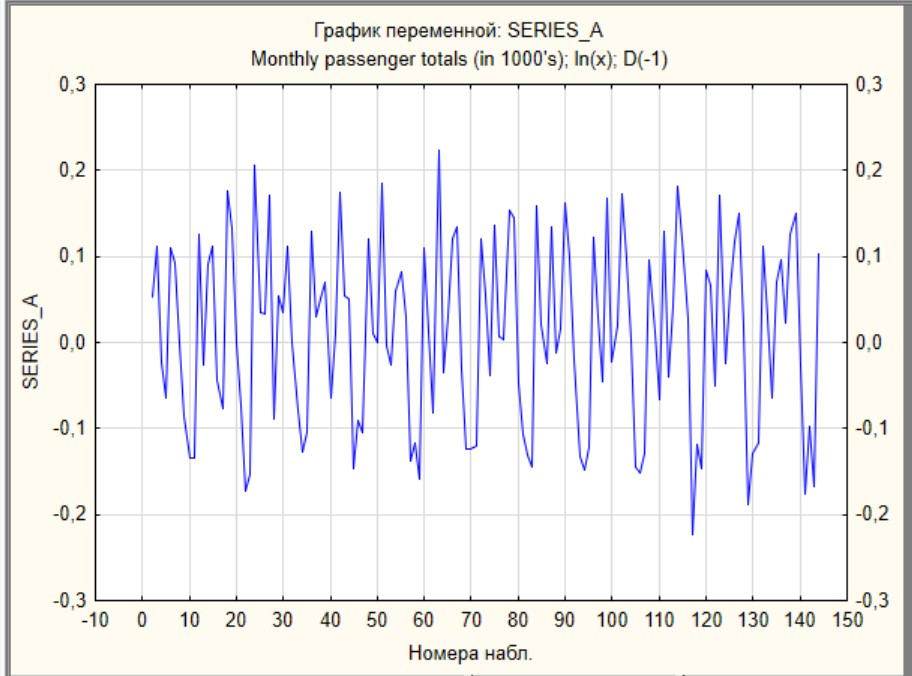 График переменной: SERIES_A
Monthly passenger totals (in 1000's); ln(x); D(-1)
0,3 0,3
0,2 0,2
0,1 0,1
0,0 0,0
-0,1 -0,1
-0,2 -0,2
-0,3 -0,3
SERIES_A
-10 0 10 20 30 40 50 60 70 80 90 100 110 120 130 140 150
Номера набл.